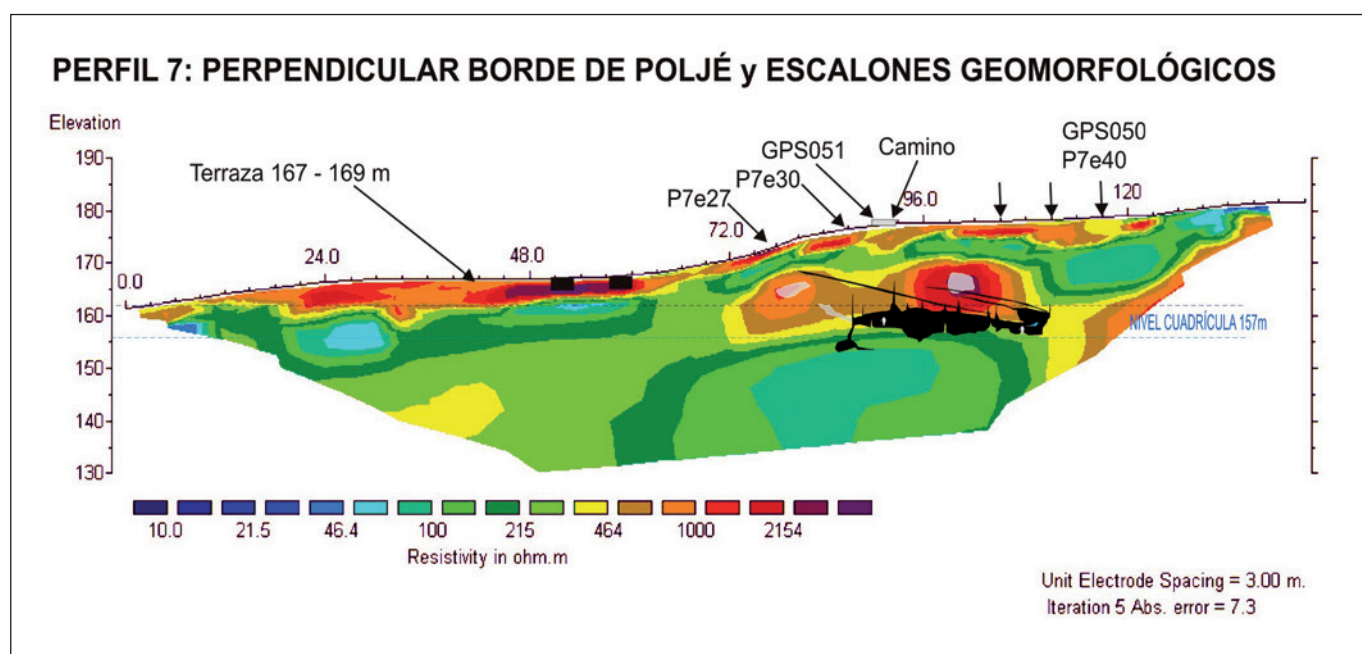 PERFIL 7: PERPENDICULAR BORDE DE POLJÉ y ESCALONES GEOMORFOLÓGICOS
Elevation
190
180
170
160
150
140
130
Terraza 167 - 169 m
P7e27
P7e30
GPS051
Camino
GPS050
P7e40
0.0
24.0
48.0
72.0
96.0
120
NIVEL CUADRÍCULA 157m
10.0 21.5 46.4 100 215 464 1000 2154
Resistivity in ohm.m
Unit Electrode Spacing = 3.00 m.
Iteration 5 Abs. error = 7.3